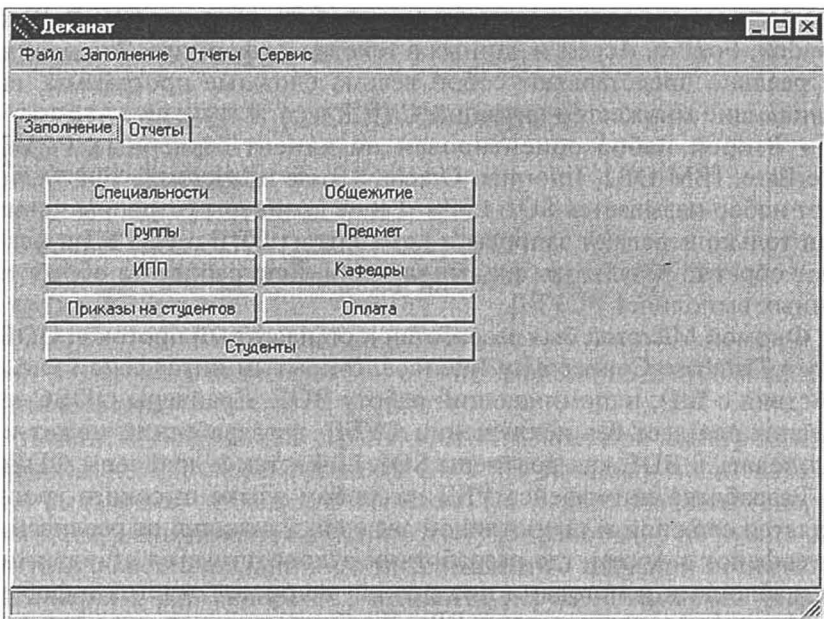 Деканат
Файл Заполнение Отчеты Сервис
Заполнение Отчеты
Специальности Общежитие
Группы Предмет
ИПП Кафедры
Приказы на студентов Оплата
Студенты